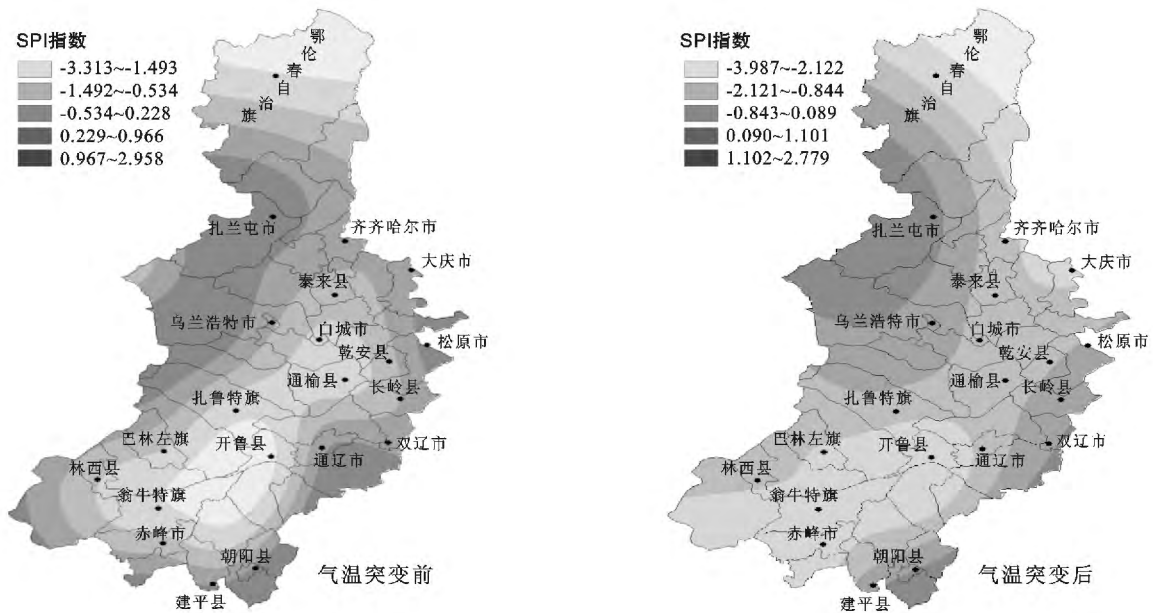 SPI指数
-3.313~-1.493
-1.492~-0.534
-0.534~0.228
0.229~0.966
0.967~2.958
鄂伦春自治旗
扎兰屯市
齐齐哈尔市
大庆市
泰来县
乌兰浩特市
白城市
松原市
乾安县
通榆县
长岭县
扎鲁特旗
巴林左旗
开鲁县
双辽市
通辽市
林西县
翁牛特旗
赤峰市
朝阳县
气温突变前
建平县
SPI指数
-3.987~-2.122
-2.121~-0.844
-0.843~0.089
0.090~1.101
1.102~2.779
鄂伦春自治旗
扎兰屯市
齐齐哈尔市
大庆市
泰来县
乌兰浩特市
白城市
松原市
乾安县
通榆县
长岭县
扎鲁特旗
巴林左旗
开鲁县
双辽市
通辽市
林西县
翁牛特旗
赤峰市
朝阳县
气温突变后
建平县